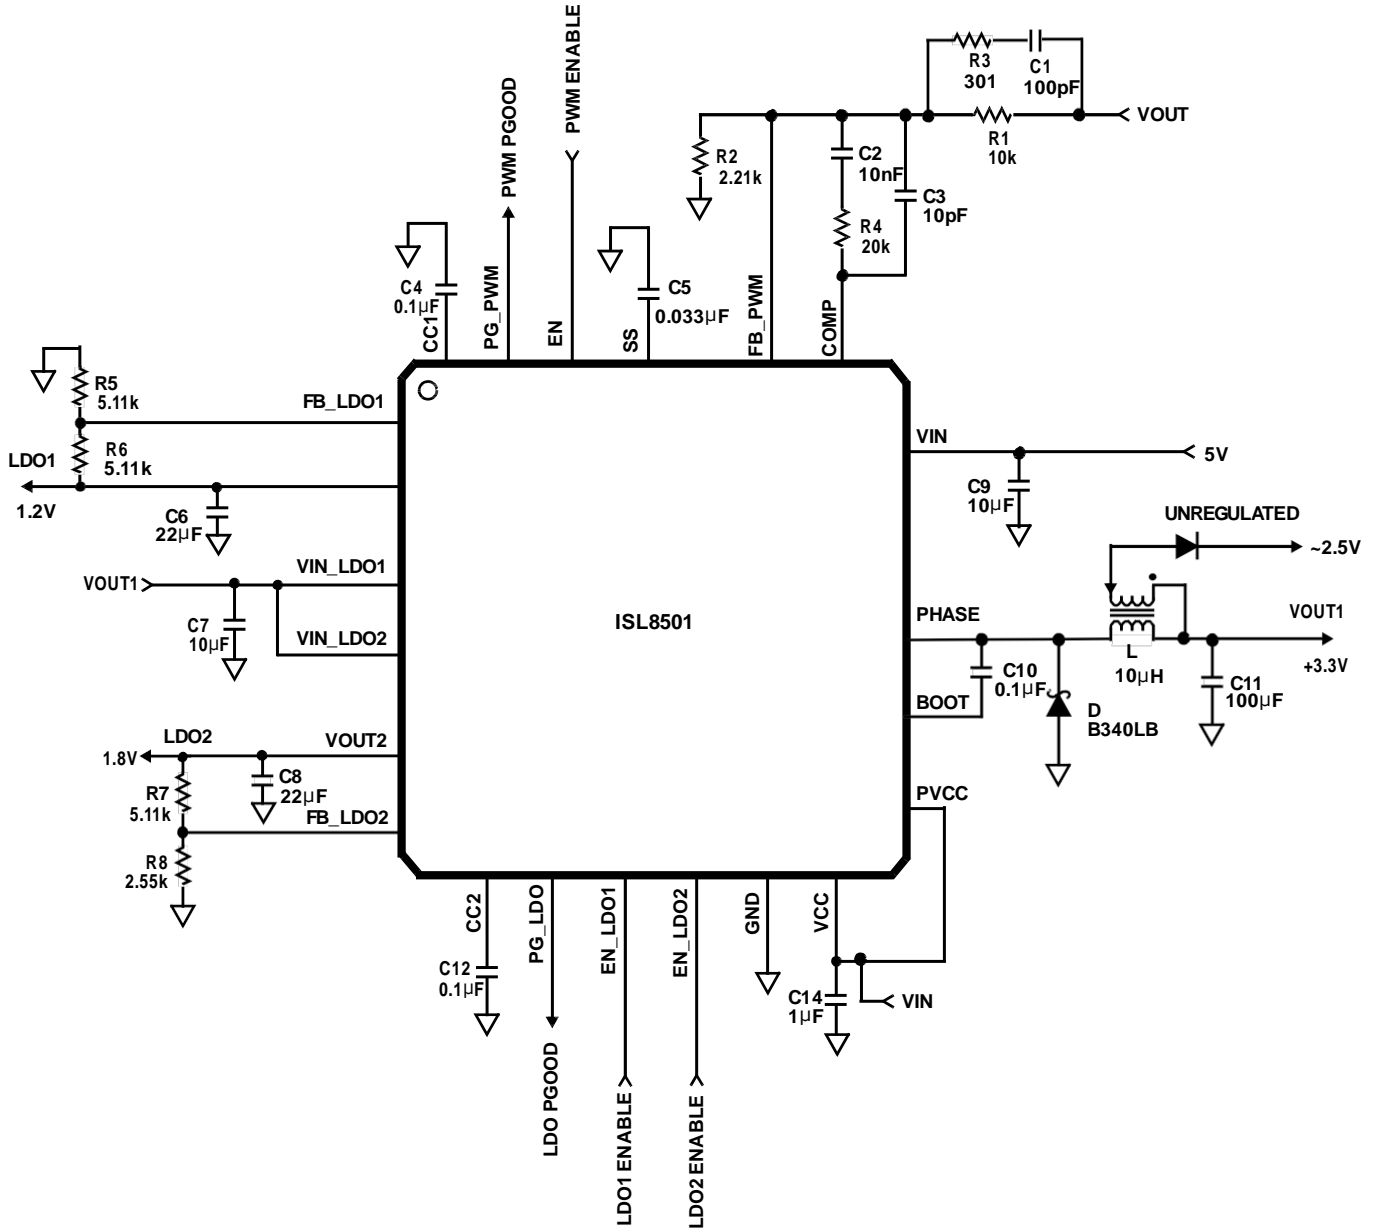 PWM ENABLE
PWM PGOOD
R3
301
C1
100pF
VOUT
R1
10k
R2
2.21k
C2
10nF
C3
10pF
R4
20k
C4
0.1μF
CC1
PG_PWM
EN
C5
0.033μF
SS
FB_PWM
COMP
R5
5.11k
FB_LDO1
R6
5.11k
LDO1
1.2V
C6
22μF
VIN
5V
C9
10μF
UNREGULATED
~2.5V
VOUT1
VIN_LDO1
C7
10μF
VIN_LDO2
ISL8501
PHASE
VOUT1
+3.3V
L
10μH
C10
0.1μF
C11
100μF
BOOT
D
B340LB
LDO2
VOUT2
1.8V
C8
22μF
R7
5.11k
FB_LDO2
R8
2.55k
PVCC
CC2
PG_LDO
EN_LDO1
EN_LDO2
GND
VCC
C12
0.1μF
C14
1μF
VIN
LDO PGOOD
LDO1 ENABLE
LDO2 ENABLE